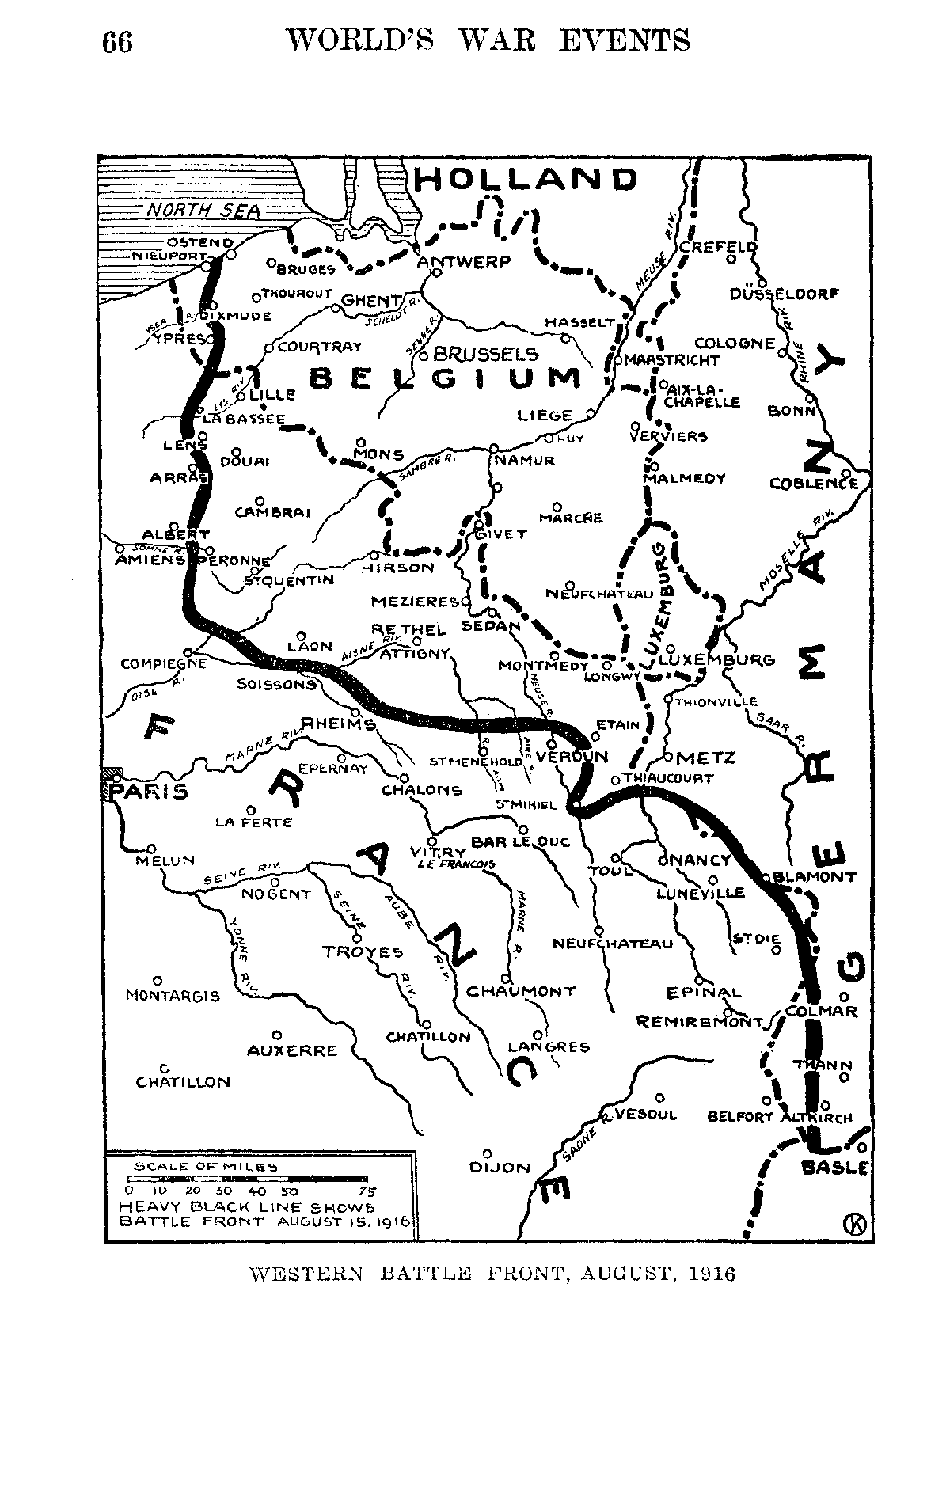 66 WORLD'S WAR EVENTS
HOLLAND
NORTH SEA
OSTEND
NIEUPORT
CREFELD
MEUSE RIV.
BRUGES
ANTWERP
THOUROUT
GHENT
SCHELDT R.
DÜSSELDORF
DIXMUDE
YSER R.
HASSELT
YPRES
COURTRAY
SENNE R.
BRUSSELS
COLOGNE
RHINE RIV.
MAASTRICHT
BELGIUM
AIX-LA-
CHAPELLE
LYS RIV.
LILLE
BONN
LA BASSEE
LIEGE
HUY
VERVIERS
LENS
DOUAI
MONS
SAMBRE R.
NAMUR
ARRAS
MALMEDY
COBLENCE
CAMBRAI
MARCHE
ALBERT
GIVET
MOSELLE RIV.
SOMME R.
AMIENS
PERONNE
HIRSON
ST QUENTIN
NEUFCHATEAU
LUXEMBURG
MEZIERES
SEDAN
RETHEL
LAON
AISNE RIV.
ATTIGNY
COMPIEGNE
MONTMEDY
LONGWY
LUXEMBURG
OISE R.
SOISSONS
MEUSE R.
THIONVILLE
SAAR R.
RHEIMS
ETAIN
MARNE RIV.
ST MENEHOLD
VERDUN
METZ
EPERNAY
THIAUCOURT
PARIS
CHALONS
ST MIHIEL
LA FERTE
VITRY
LE FRANCOIS
BAR LE DUC
MELUN
TOUL
NANCY
BLAMONT
SEINE RIV.
NOGENT
LUNEVILLE
SEINE
AUBE
MARNE R.
YONNE
TROYES
NEUFCHATEAU
ST DIE
RIV.
RIV.
RIV.
MONTARGIS
CHAUMONT
EPINAL
COLMAR
REMIREMONT
AUXERRE
CHATILLON
LANGRES
THANN
CHATILLON
VESOUL
BELFORT
ALTKIRCH
SAONE R.
DIJON
BASLE
FRANCE
GERMANY
SCALE OF MILES
0 10 20 30 40 50 75
HEAVY BLACK LINE SHOWS
BATTLE FRONT AUGUST 15, 1916
K
WESTERN BATTLE FRONT, AUGUST, 1916